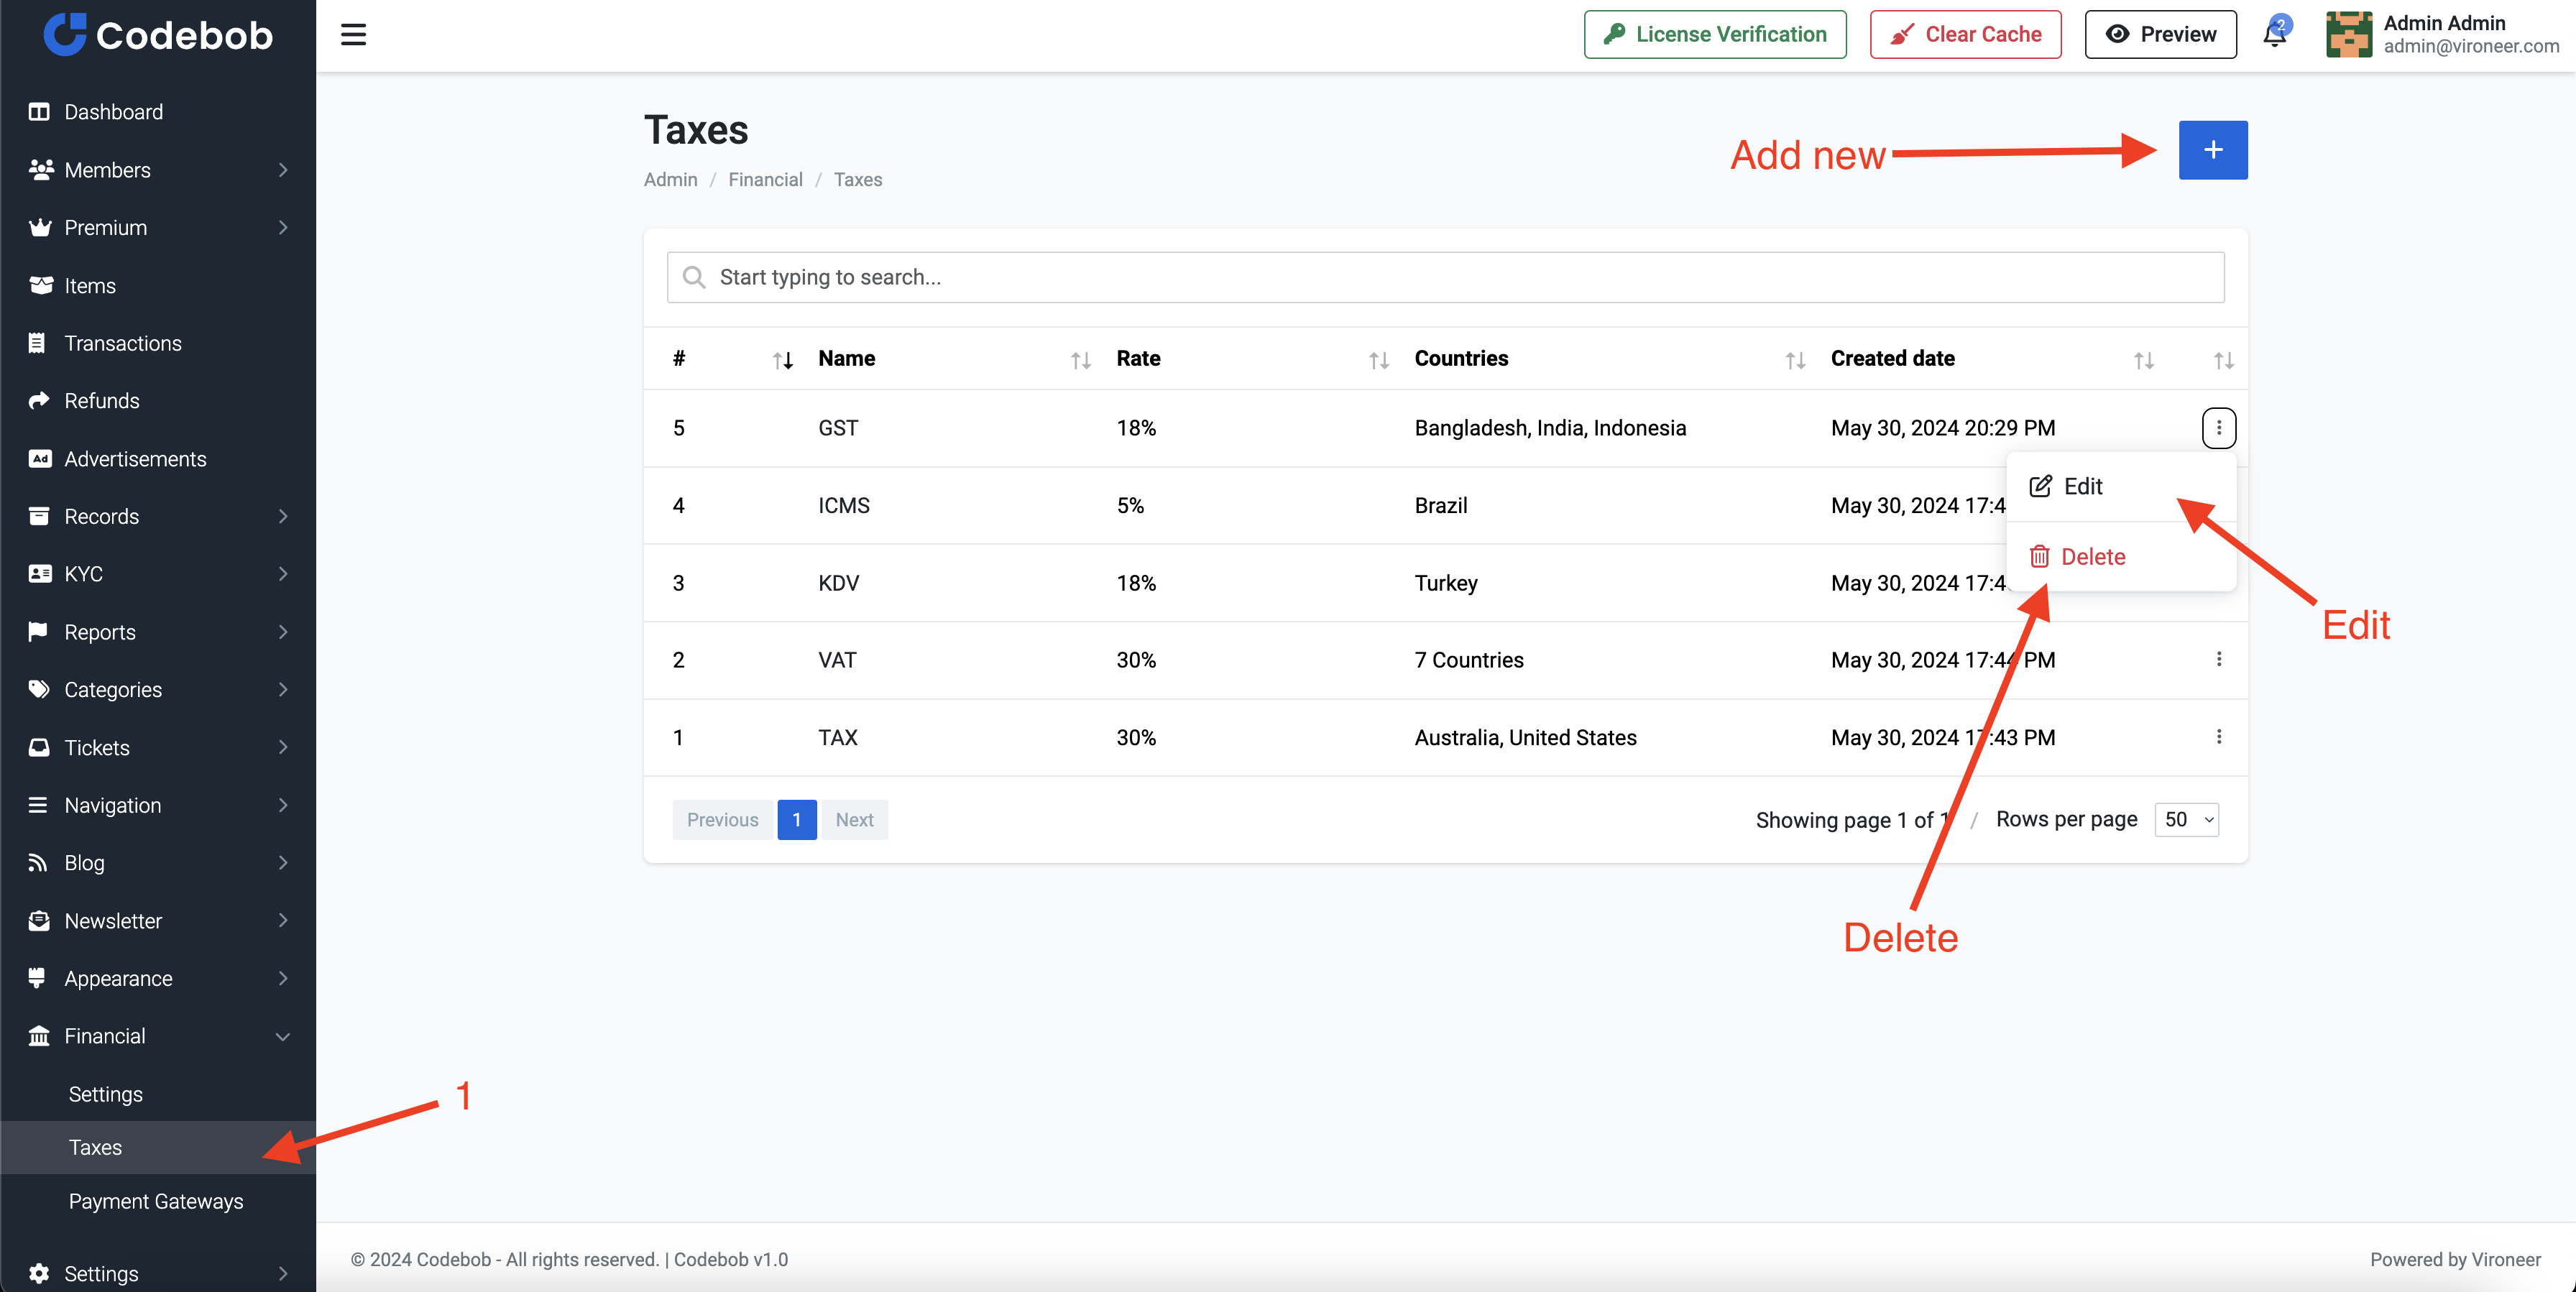 Codebob
License Verification
Clear Cache
Preview
2
Admin Admin
admin@vironeer.com
Dashboard
Members
Premium
Items
Transactions
Refunds
Ad Advertisements
Records
KYC
Reports
Categories
Tickets
Navigation
Blog
Newsletter
Appearance
Financial
Settings
Taxes
Payment Gateways
Settings
1
Taxes
Admin / Financial / Taxes
Add new
+
Start typing to search...
# Name Rate Countries Created date
5 GST 18% Bangladesh, India, Indonesia May 30, 2024 20:29 PM
4 ICMS 5% Brazil May 30, 2024 17:4
3 KDV 18% Turkey May 30, 2024 17:4
2 VAT 30% 7 Countries May 30, 2024 17:44 PM
1 TAX 30% Australia, United States May 30, 2024 17:43 PM
Edit
Delete
Edit
Delete
Previous 1 Next
Showing page 1 of 1 / Rows per page 50
© 2024 Codebob - All rights reserved. | Codebob v1.0
Powered by Vironeer